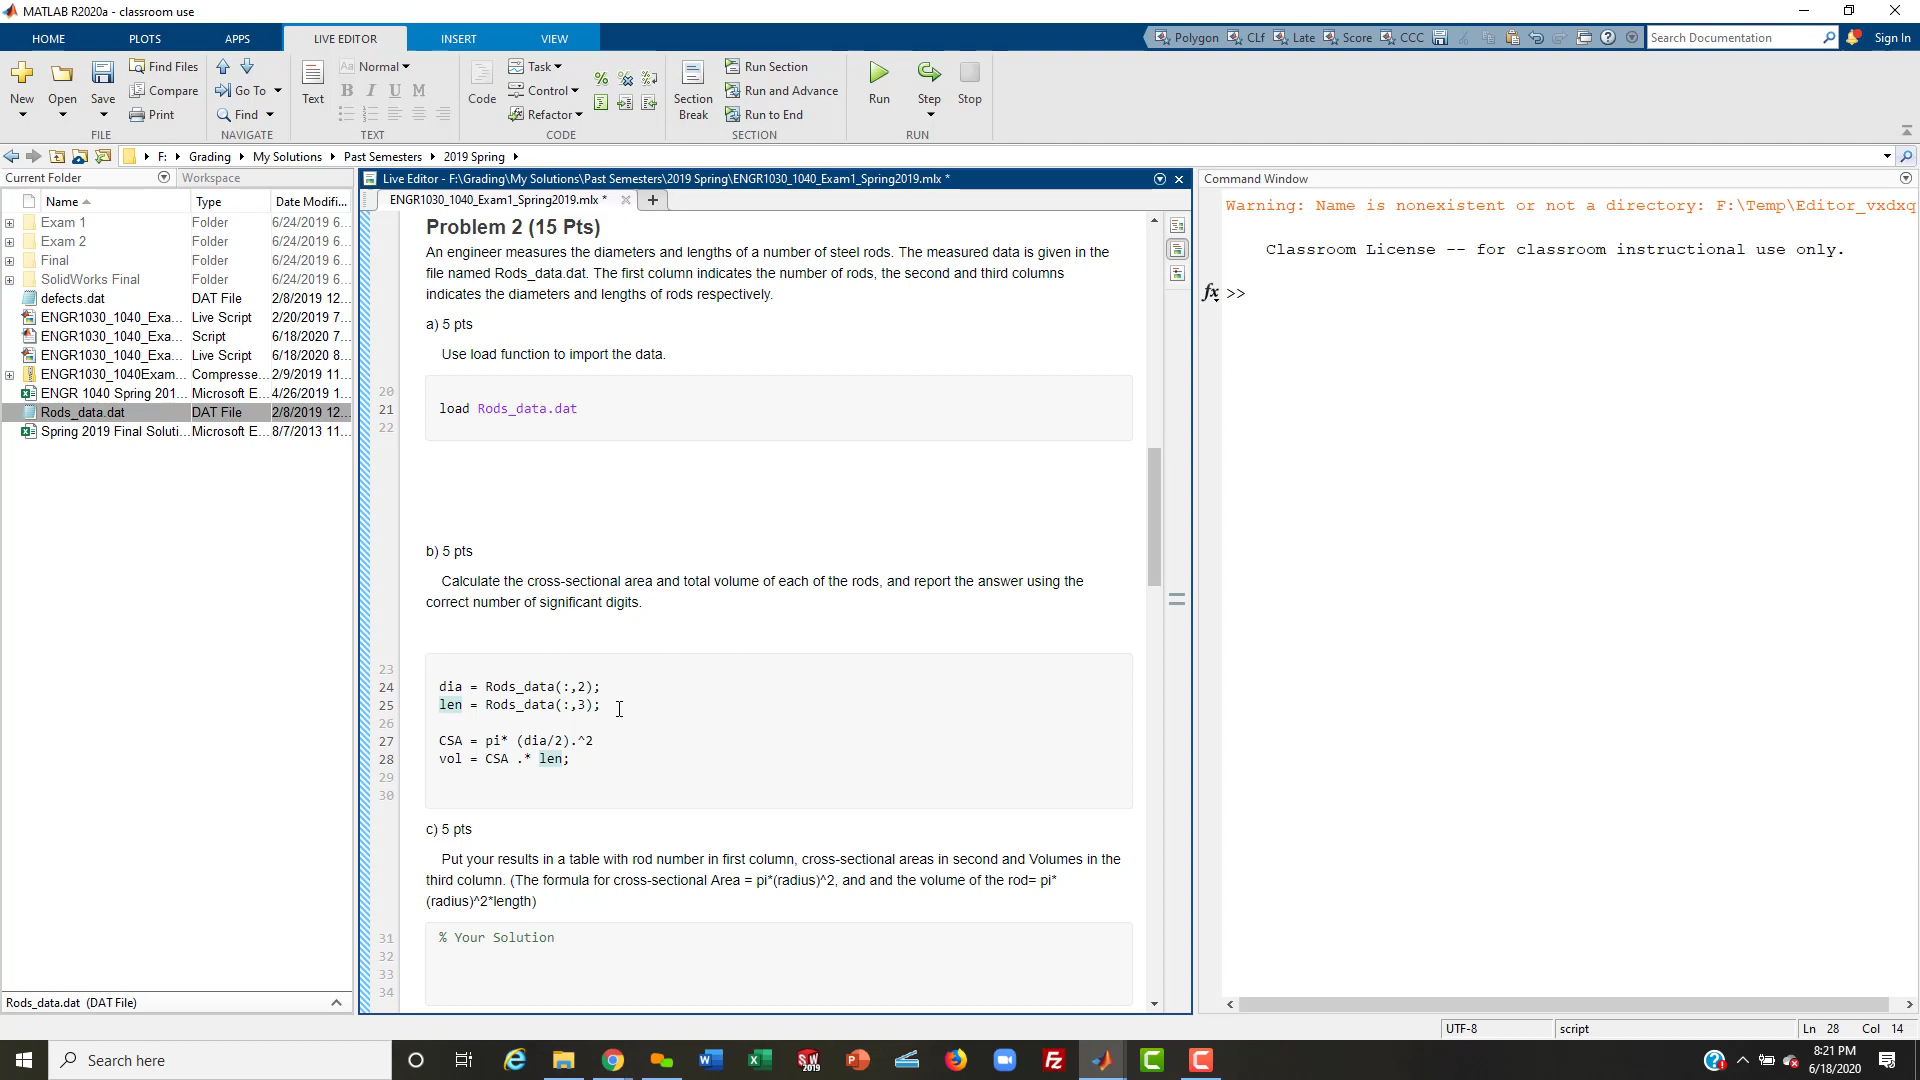 MATLAB R2020a - classroom use
HOME PLOTS APPS LIVE EDITOR INSERT VIEW
Polygon CLf Late Score CCC Search Documentation Sign In
New Open Save Find Files Compare Print
FILE
Go To Find
NAVIGATE
Text Normal B I U M
TEXT
Code Task Control Refactor
CODE
Section Break Run Section Run and Advance Run to End
SECTION
Run Step Stop
RUN
F: Grading My Solutions Past Semesters 2019 Spring
Current Folder Workspace
Name Type Date Modifi...
Exam 1 Folder 6/24/2019 6...
Exam 2 Folder 6/24/2019 6...
Final Folder 6/24/2019 6...
SolidWorks Final Folder 6/24/2019 6...
defects.dat DAT File 2/8/2019 12...
ENGR1030_1040_Exa... Live Script 2/20/2019 7...
ENGR1030_1040_Exa... Script 6/18/2020 7...
ENGR1030_1040_Exa... Live Script 6/18/2020 8...
ENGR1030_1040Exam... Compresse... 2/9/2019 11...
ENGR 1040 Spring 201... Microsoft E... 4/26/2019 1...
Rods_data.dat DAT File 2/8/2019 12...
Spring 2019 Final Soluti... Microsoft E... 8/7/2013 11...
Rods_data.dat (DAT File)
Live Editor - F:\Grading\My Solutions\Past Semesters\2019 Spring\ENGR1030_1040_Exam1_Spring2019.mlx *
ENGR1030_1040_Exam1_Spring2019.mlx *
Problem 2 (15 Pts)
An engineer measures the diameters and lengths of a number of steel rods. The measured data is given in the
file named Rods_data.dat. The first column indicates the number of rods, the second and third columns
indicates the diameters and lengths of rods respectively.
a) 5 pts
Use load function to import the data.
20
21 load Rods_data.dat
22
b) 5 pts
Calculate the cross-sectional area and total volume of each of the rods, and report the answer using the
correct number of significant digits.
23
24 dia = Rods_data(:,2);
25 len = Rods_data(:,3);
26
27 CSA = pi* (dia/2).^2
28 vol = CSA .* len;
29
30
c) 5 pts
Put your results in a table with rod number in first column, cross-sectional areas in second and Volumes in the
third column. (The formula for cross-sectional Area = pi*(radius)^2, and and the volume of the rod= pi*
(radius)^2*length)
31 % Your Solution
32
33
34
Command Window
Warning: Name is nonexistent or not a directory: F:\Temp\Editor_vxdxq
Classroom License -- for classroom instructional use only.
fx >>
UTF-8 script Ln 28 Col 14
Search here
8:21 PM
6/18/2020